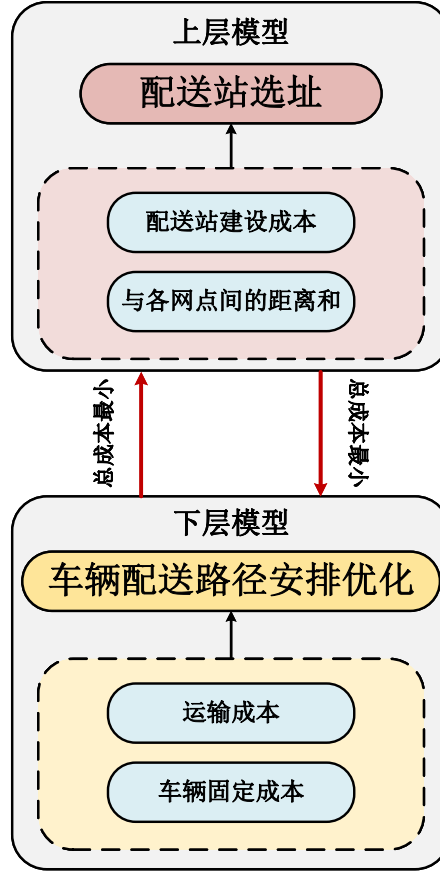 上层模型
配送站选址
配送站建设成本
与各网点间的距离和
总成本最小
总成本最小
下层模型
车辆配送路径安排优化
运输成本
车辆固定成本